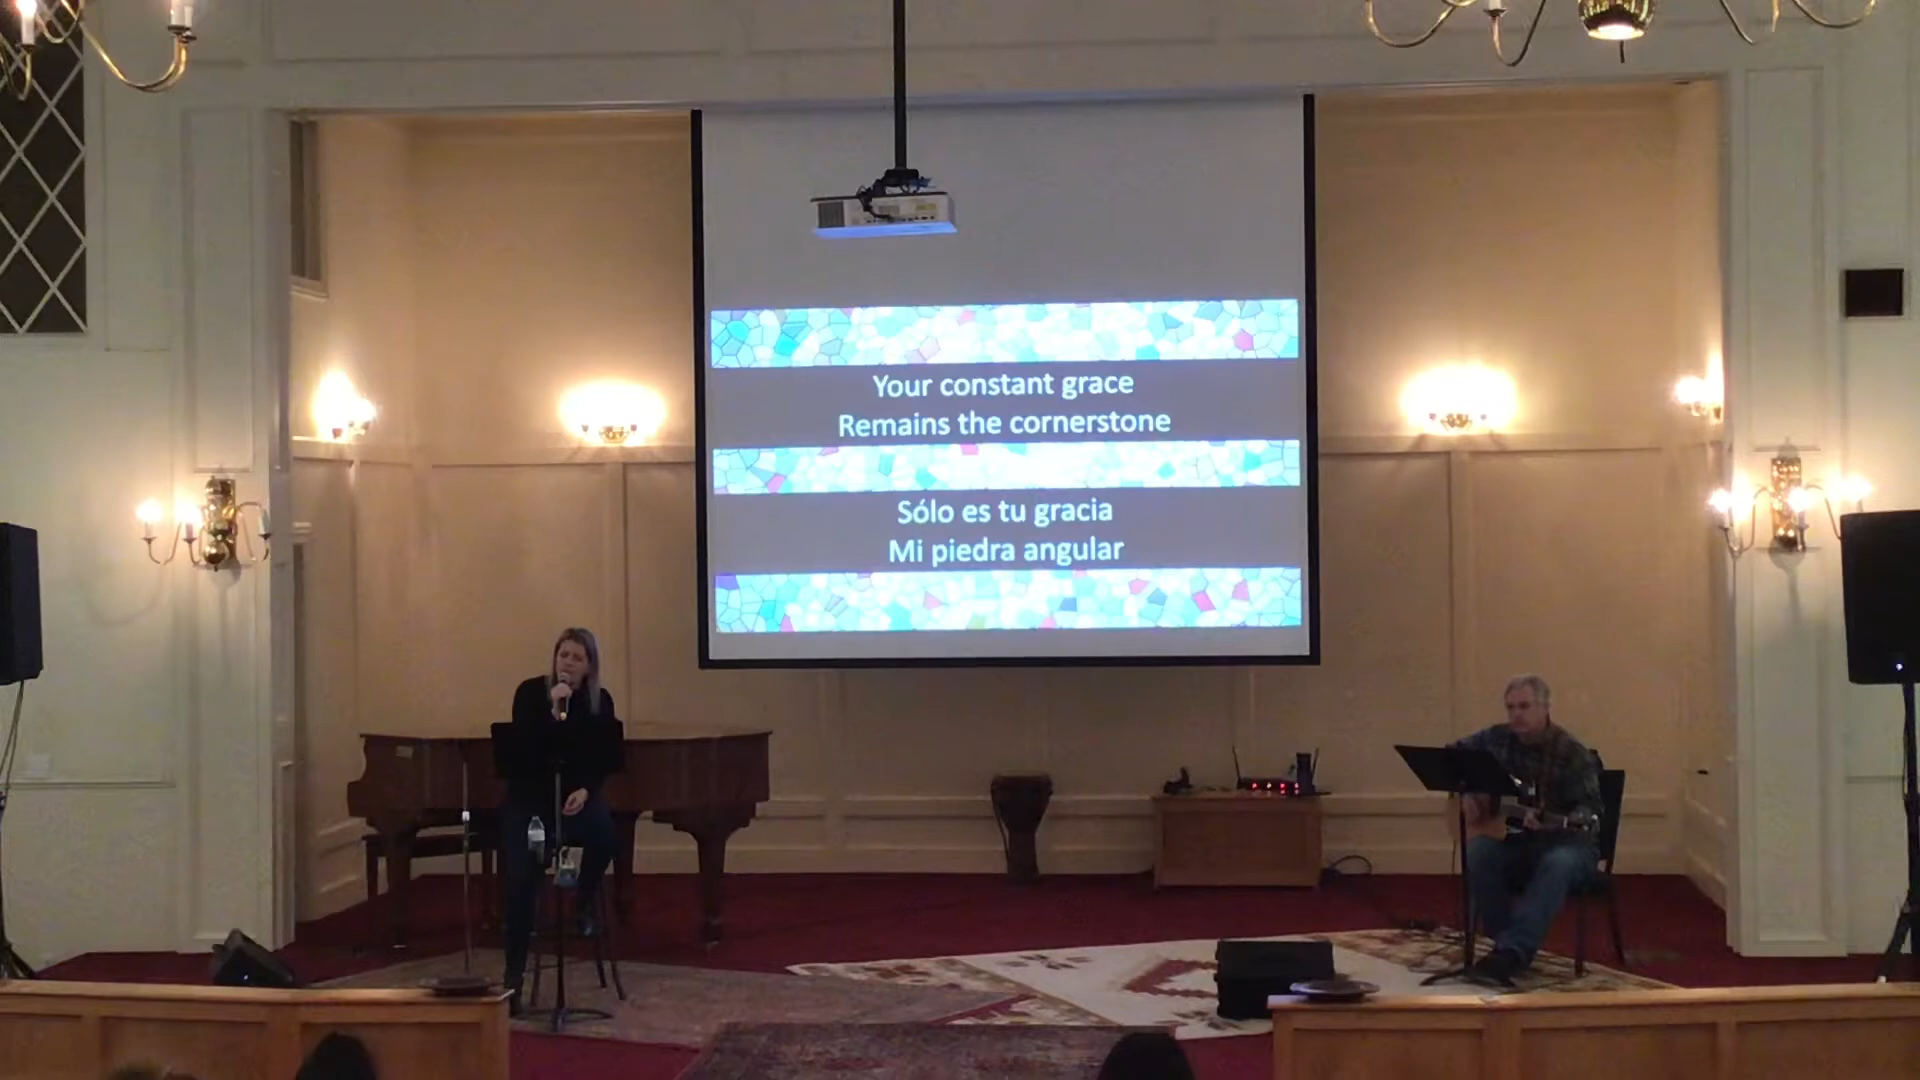 Your constant grace
Remains the cornerstone
Sólo es tu gracia
Mi piedra angular